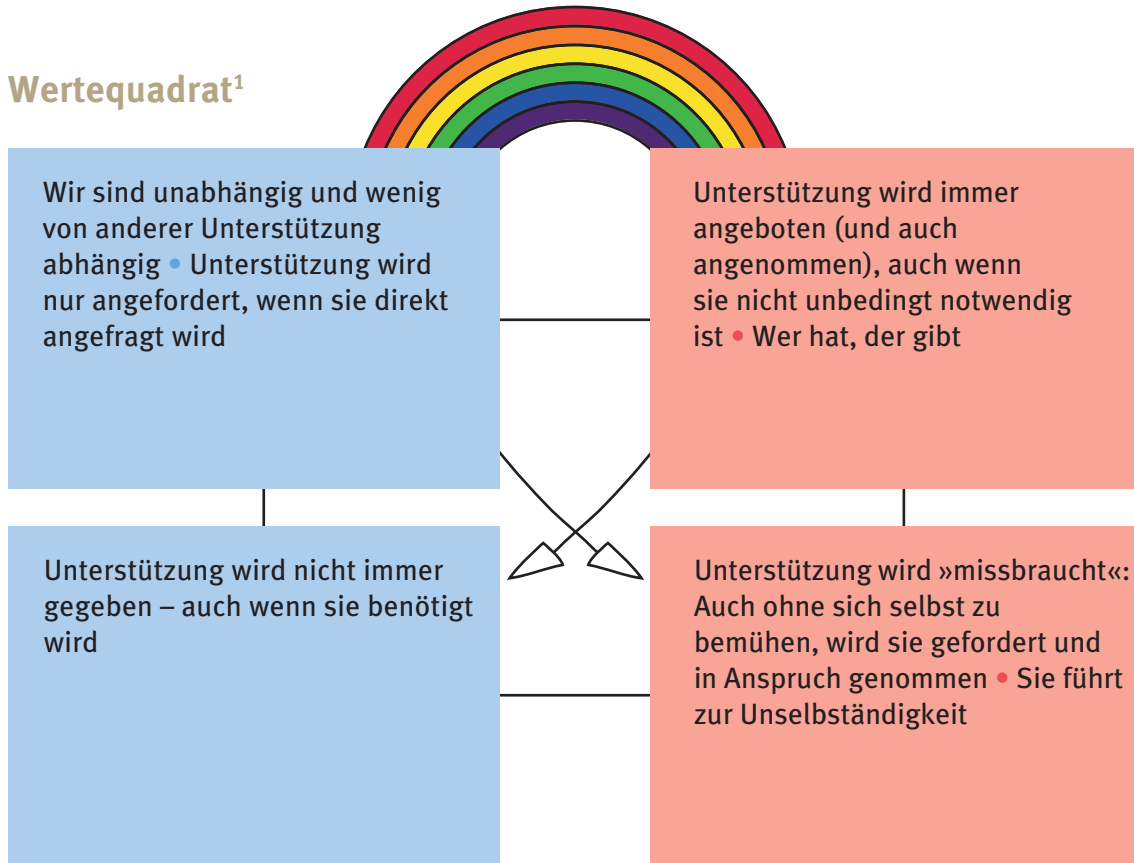 Wertequadrat¹
Wir sind unabhängig und wenig
von anderer Unterstützung
abhängig • Unterstützung wird
nur angefordert, wenn sie direkt
angefragt wird
Unterstützung wird immer
angeboten (und auch
angenommen), auch wenn
sie nicht unbedingt notwendig
ist • Wer hat, der gibt
Unterstützung wird nicht immer
gegeben – auch wenn sie benötigt
wird
Unterstützung wird »missbraucht«:
Auch ohne sich selbst zu
bemühen, wird sie gefordert und
in Anspruch genommen • Sie führt
zur Unselbständigkeit